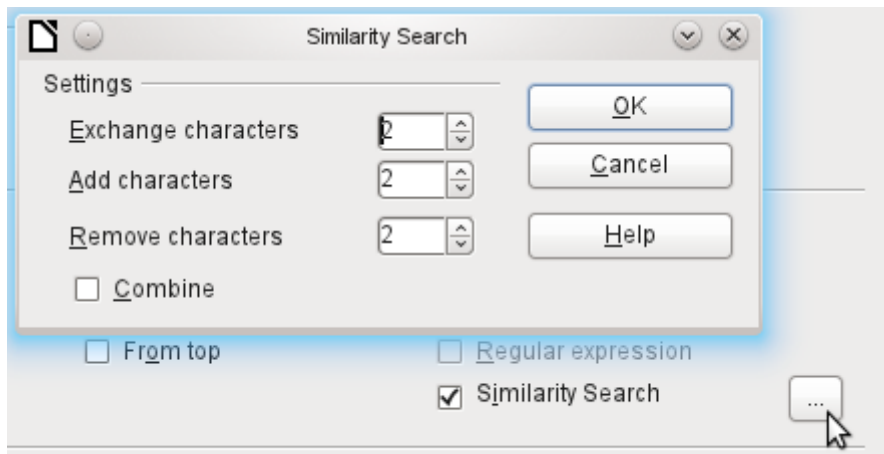 Similarity Search
Settings
Exchange characters 2
OK
Add characters 2
Cancel
Remove characters 2
Help
Combine
From top
Regular expression
Similarity Search
...